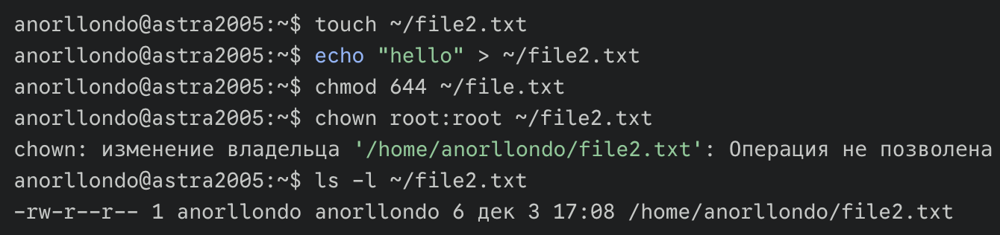 anorllondo@astra2005:~$ touch ~/file2.txt
anorllondo@astra2005:~$ echo "hello" > ~/file2.txt
anorllondo@astra2005:~$ chmod 644 ~/file.txt
anorllondo@astra2005:~$ chown root:root ~/file2.txt
chown: изменение владельца '/home/anorllondo/file2.txt': Операция не позволена
anorllondo@astra2005:~$ ls -l ~/file2.txt
-rw-r--r-- 1 anorllondo anorllondo 6 дек 3 17:08 /home/anorllondo/file2.txt